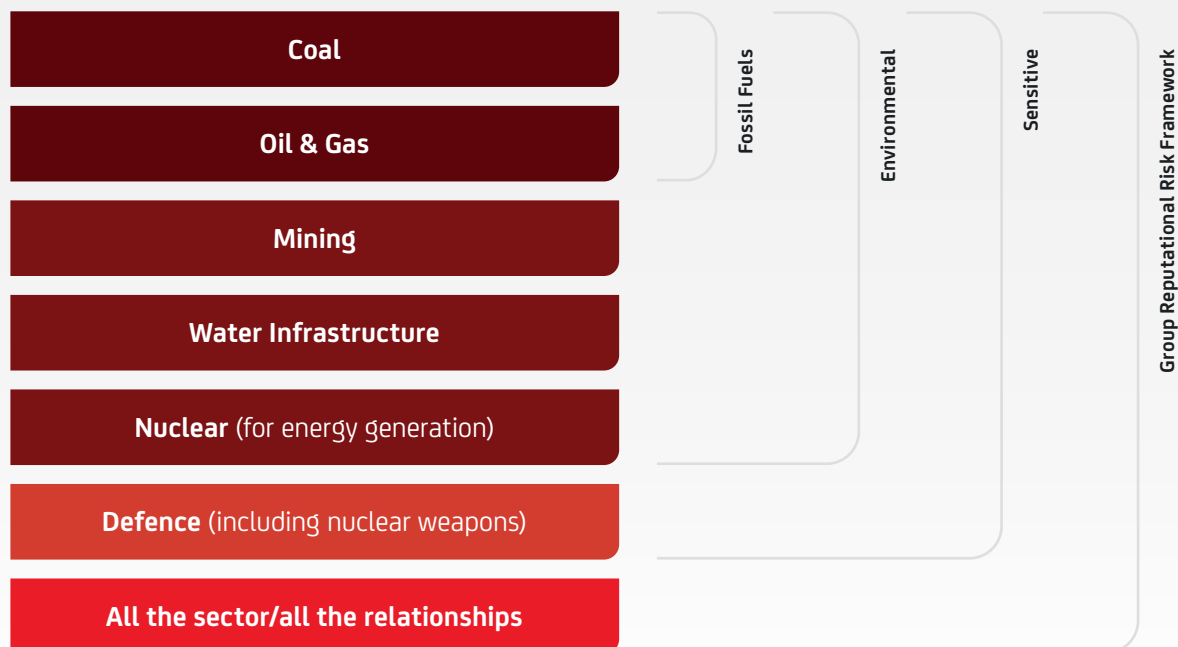 Coal
Oil & Gas
Mining
Water Infrastructure
Nuclear (for energy generation)
Defence (including nuclear weapons)
All the sector/all the relationships
Fossil Fuels
Environmental
Sensitive
Group Reputational Risk Framework